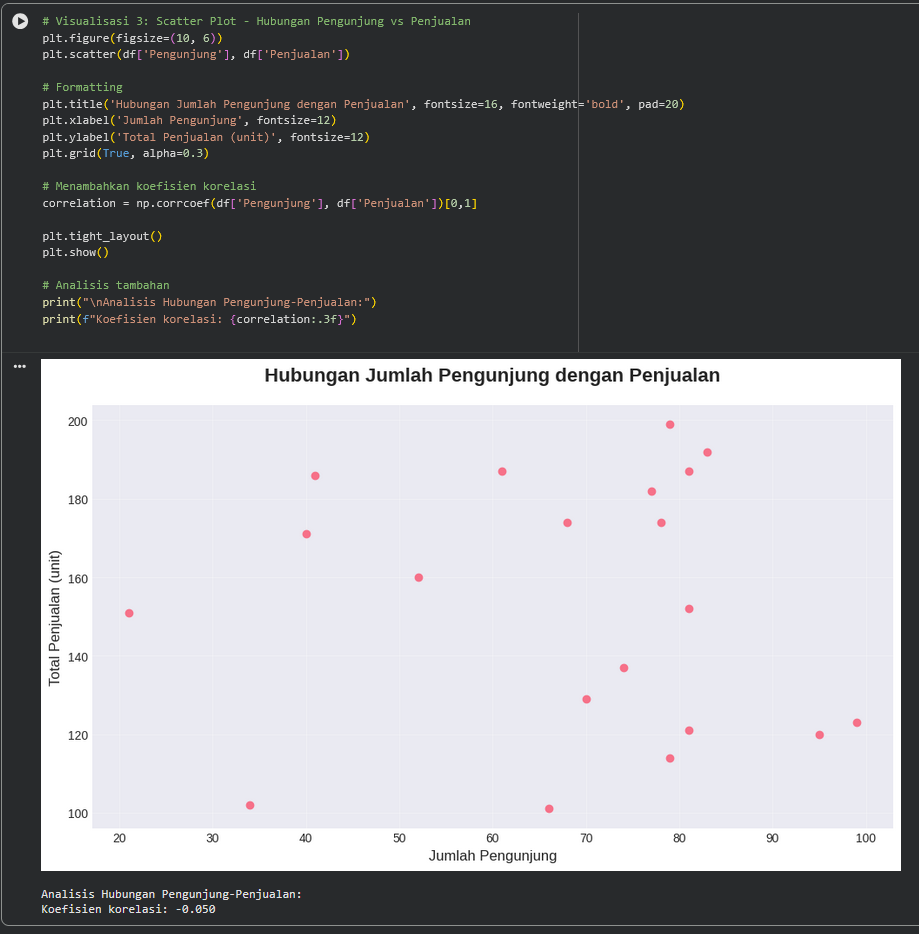 # Visualisasi 3: Scatter Plot - Hubungan Pengunjung vs Penjualan
plt.figure(figsize=(10, 6))
plt.scatter(df['Pengunjung'], df['Penjualan'])
# Formatting
plt.title('Hubungan Jumlah Pengunjung dengan Penjualan', fontsize=16, fontweight='bold', pad=20)
plt.xlabel('Jumlah Pengunjung', fontsize=12)
plt.ylabel('Total Penjualan (unit)', fontsize=12)
plt.grid(True, alpha=0.3)
# Menambahkan koefisien korelasi
correlation = np.corrcoef(df['Pengunjung'], df['Penjualan'])[0,1]
plt.tight_layout()
plt.show()
# Analisis tambahan
print("\nAnalisis Hubungan Pengunjung-Penjualan:")
print(f"Koefisien korelasi: {correlation:.3f}")
Hubungan Jumlah Pengunjung dengan Penjualan
Total Penjualan (unit)
200
180
160
140
120
100
20 30 40 50 60 70 80 90 100
Jumlah Pengunjung
Analisis Hubungan Pengunjung-Penjualan:
Koefisien korelasi: -0.050